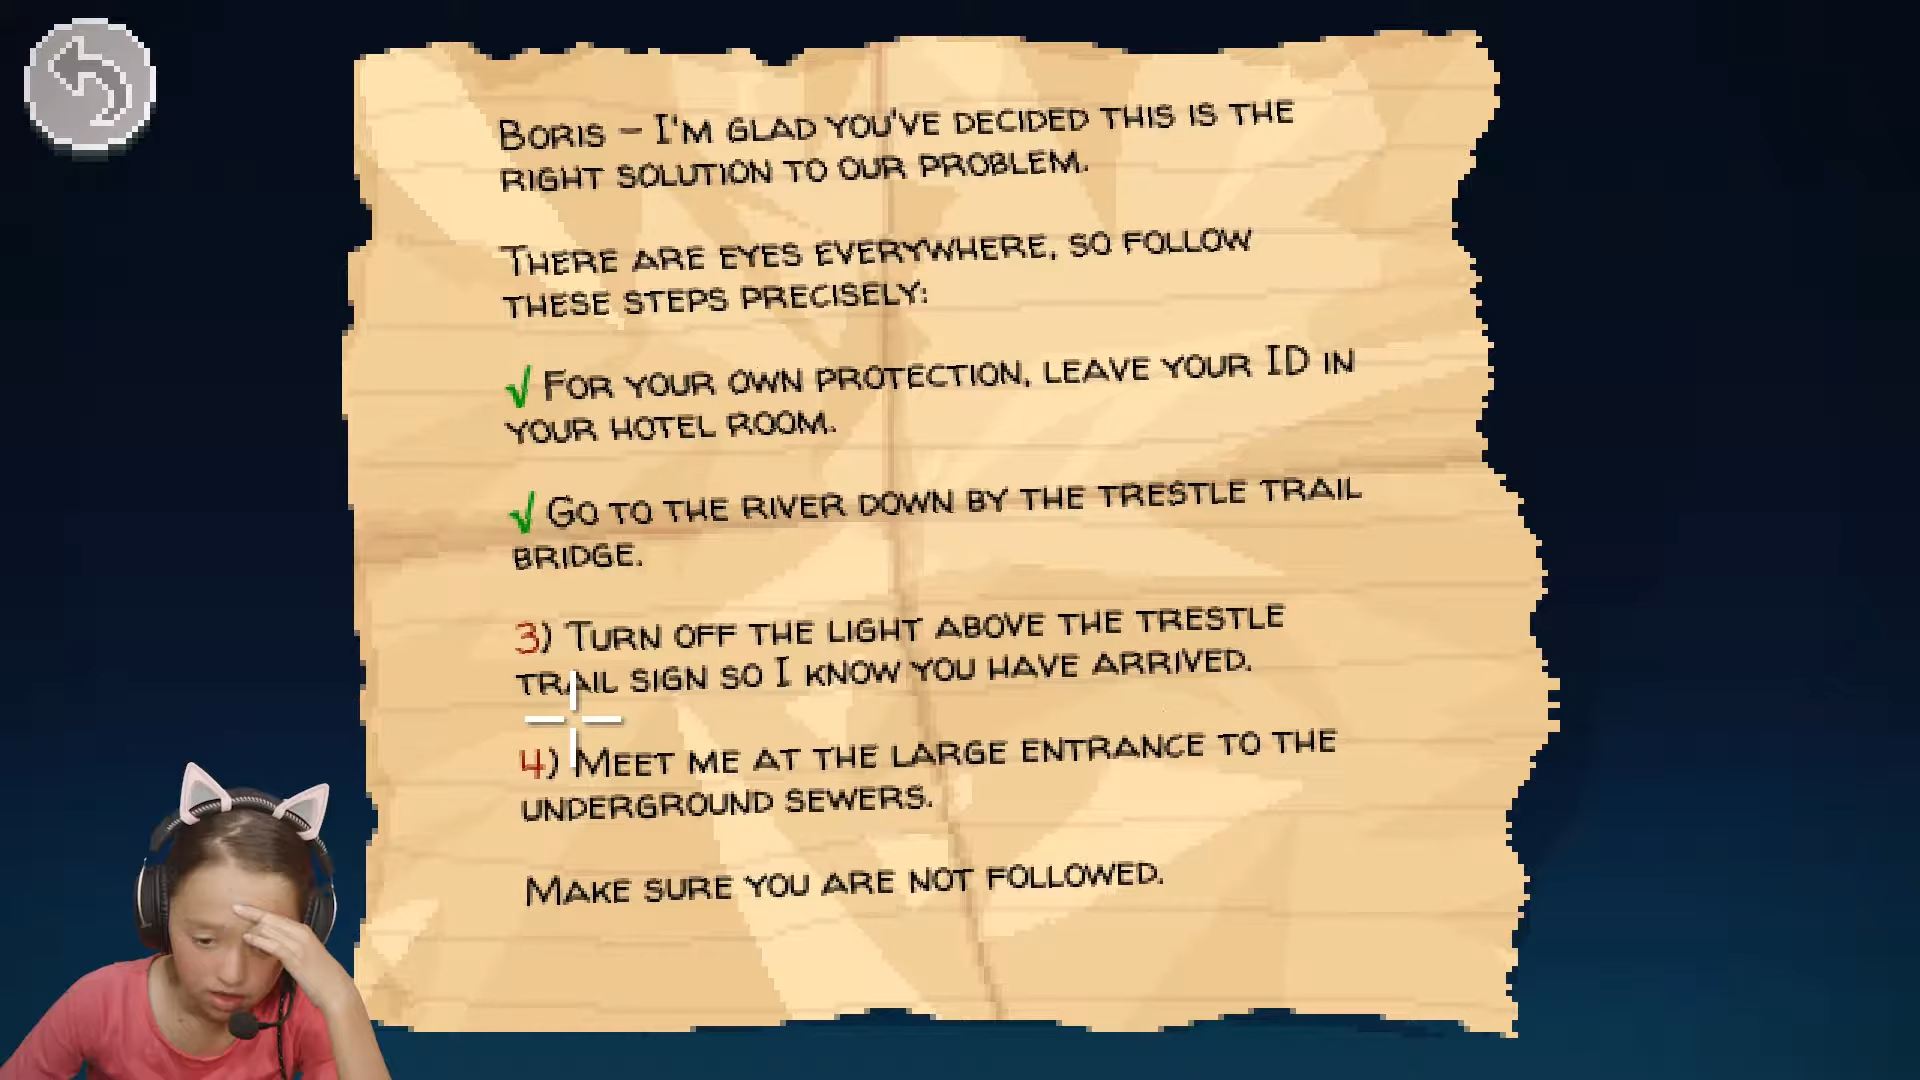 BORIS – I'M GLAD YOU'VE DECIDED THIS IS THE
RIGHT SOLUTION TO OUR PROBLEM.
THERE ARE EYES EVERYWHERE, SO FOLLOW
THESE STEPS PRECISELY:
√ FOR YOUR OWN PROTECTION, LEAVE YOUR ID IN
YOUR HOTEL ROOM.
√ GO TO THE RIVER DOWN BY THE TRESTLE TRAIL
BRIDGE.
3) TURN OFF THE LIGHT ABOVE THE TRESTLE
TRAIL SIGN SO I KNOW YOU HAVE ARRIVED.
4) MEET ME AT THE LARGE ENTRANCE TO THE
UNDERGROUND SEWERS.
MAKE SURE YOU ARE NOT FOLLOWED.